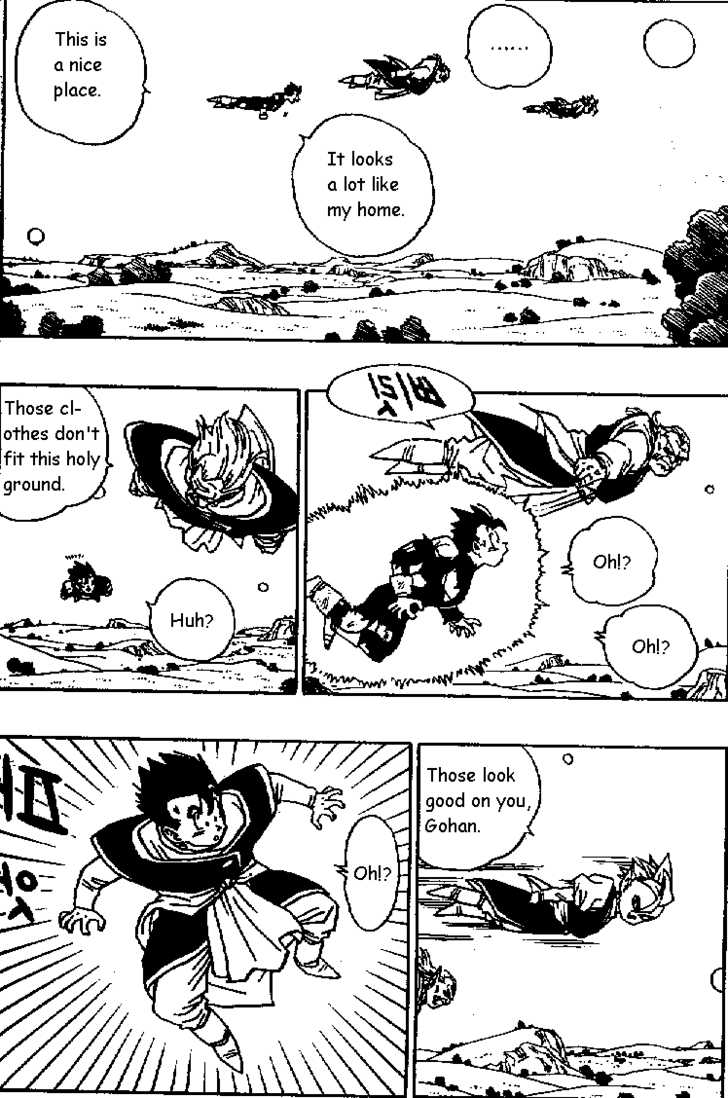 This is
a nice
place.
......
It looks
a lot like
my home.
Those cl-
othes don't
fit this holy
ground.
Huh?
Oh!?
Oh!?
Oh!?
Those look
good on you,
Gohan.